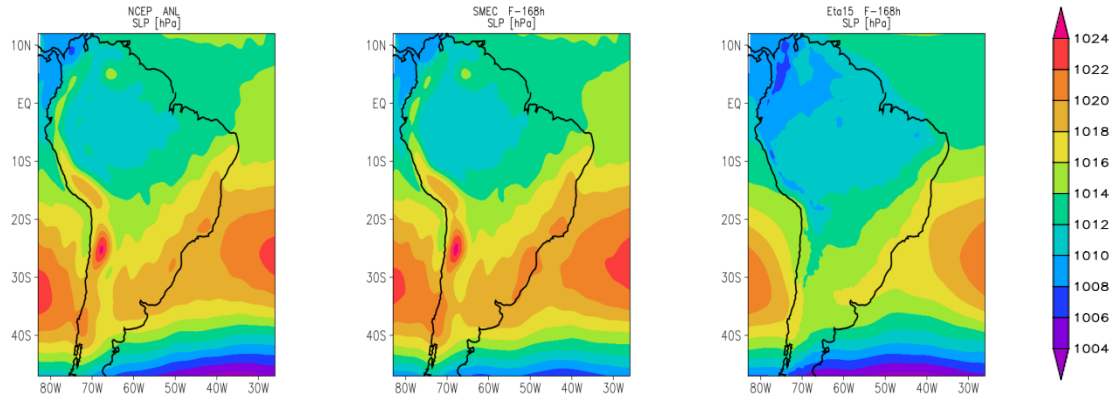 NCEP ANL
SLP [hPa]
10N
EQ
10S
20S
30S
40S
80W 70W 60W 50W 40W 30W
SMEC F-168h
SLP [hPa]
10N
EQ
10S
20S
30S
40S
80W 70W 60W 50W 40W 30W
Eta15 F-168h
SLP [hPa]
10N
EQ
10S
20S
30S
40S
80W 70W 60W 50W 40W 30W
1024
1022
1020
1018
1016
1014
1012
1010
1008
1006
1004